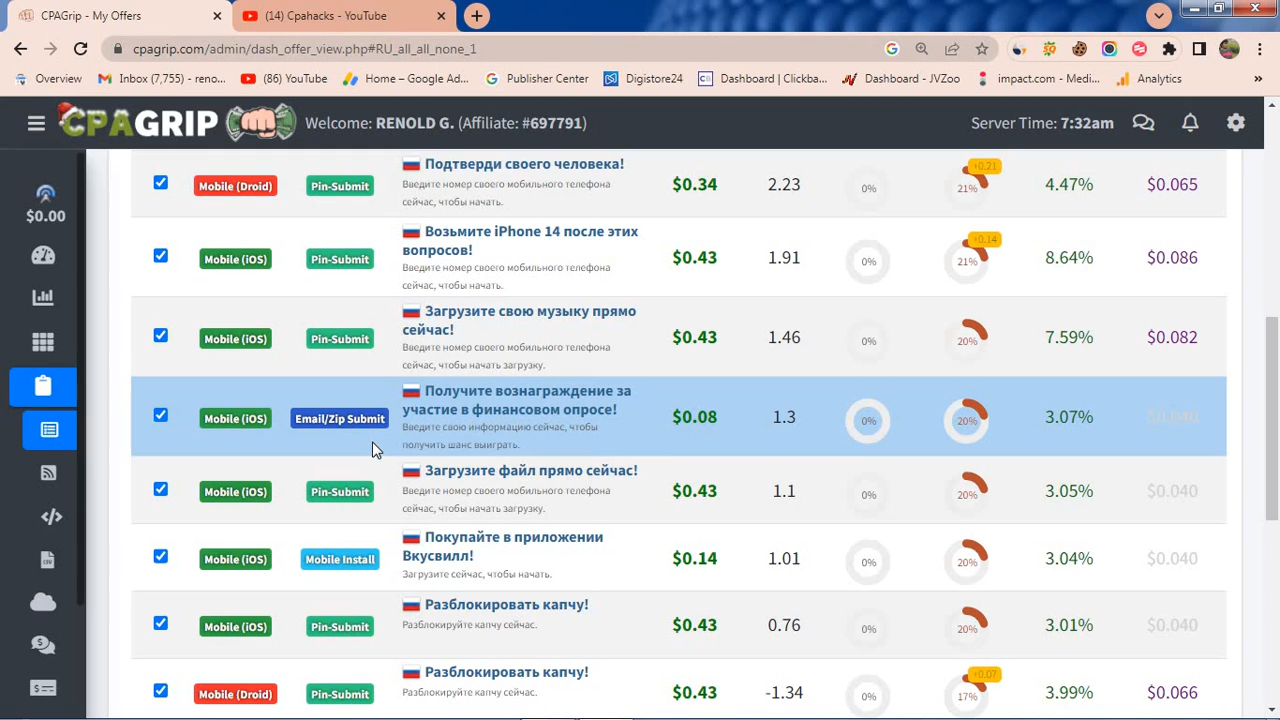 CPAGrip - My Offers
(14) Cpahacks - YouTube
cpagrip.com/admin/dash_offer_view.php#RU_all_all_none_1
Overview
Inbox (7,755) - reno...
(86) YouTube
Home – Google Ad...
Publisher Center
Digistore24
Dashboard | Clickba...
Dashboard - JVZoo
impact.com - Medi...
Analytics
»
CPAGRIP
Welcome: RENOLD G. (Affiliate: #697791)
Server Time: 7:32am
$0.00
Mobile (Droid) Pin-Submit Подтверди своего человека! $0.34 2.23 0% 21% +0.21 4.47% $0.065
Введите номер своего мобильного телефона
сейчас, чтобы начать.
Mobile (iOS) Pin-Submit Возьмите iPhone 14 после этих $0.43 1.91 0% 21% +0.14 8.64% $0.086
вопросов!
Введите номер своего мобильного телефона
сейчас, чтобы начать.
Mobile (iOS) Pin-Submit Загрузите свою музыку прямо $0.43 1.46 0% 20% 7.59% $0.082
сейчас!
Введите номер своего мобильного телефона
сейчас, чтобы начать загрузку.
Mobile (iOS) Email/Zip Submit Получите вознаграждение за $0.08 1.3 0% 20% 3.07% $0.040
участие в финансовом опросе!
Введите свою информацию сейчас, чтобы
получить шанс выиграть.
Mobile (iOS) Pin-Submit Загрузите файл прямо сейчас! $0.43 1.1 0% 20% 3.05% $0.040
Введите номер своего мобильного телефона
сейчас, чтобы начать загрузку.
Mobile (iOS) Mobile Install Покупайте в приложении $0.14 1.01 0% 20% 3.04% $0.040
Вкусвилл!
Загрузите сейчас, чтобы начать.
Mobile (iOS) Pin-Submit Разблокировать капчу! $0.43 0.76 0% 20% 3.01% $0.040
Разблокируйте капчу сейчас.
Mobile (Droid) Pin-Submit Разблокировать капчу! $0.43 -1.34 0% 17% +0.07 3.99% $0.066
Разблокируйте капчу сейчас.